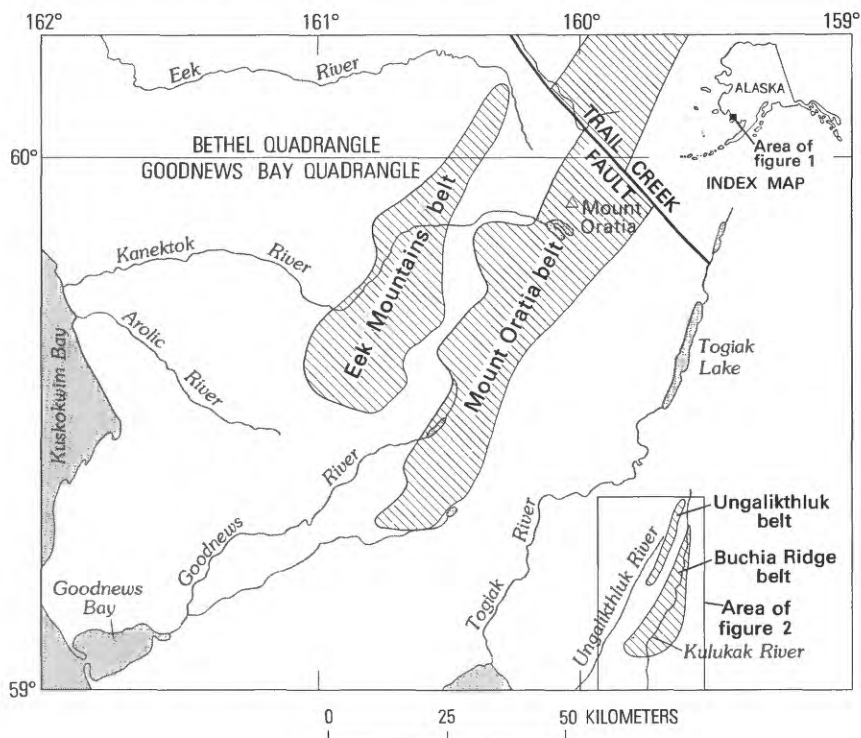 162°
161°
160°
159°
Eek River
BETHEL QUADRANGLE
GOODNEWS BAY QUADRANGLE
60°
TRAIL CREEK
FAULT
ALASKA
Area of
figure 1
INDEX MAP
Mount
Oratia
Kanektok River
Eek Mountains belt
Mount Oratia belt
Arolic River
Kuskokwim Bay
Togiak
Lake
Goodnews River
Togiak River
Ungalikthluk
belt
Buchia Ridge
belt
Ungalikthluk River
Area of
figure 2
Kulukak River
Goodnews
Bay
59°
0 25 50 KILOMETERS